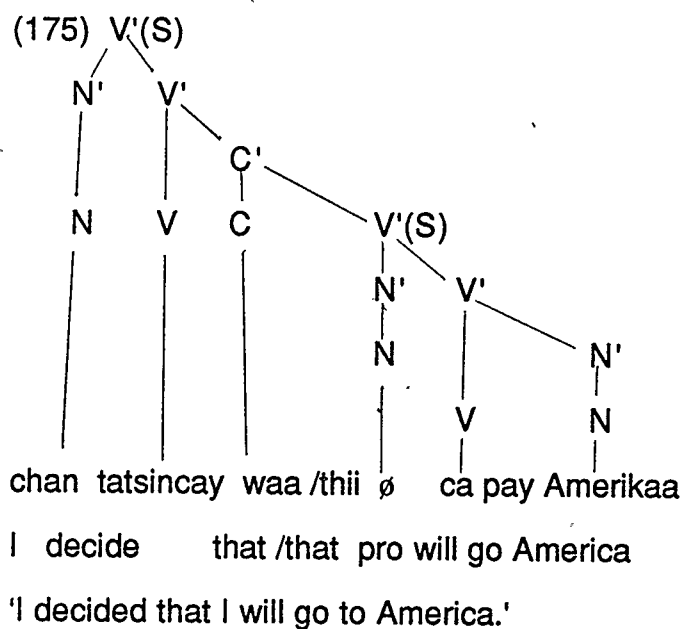 (175) V'(S)
N' V'
C'
N V C V'(S)
N' V'
N N'
V N
chan tatsincay waa /thii ø ca pay Amerikaa
I decide that /that pro will go America
'I decided that I will go to America.'